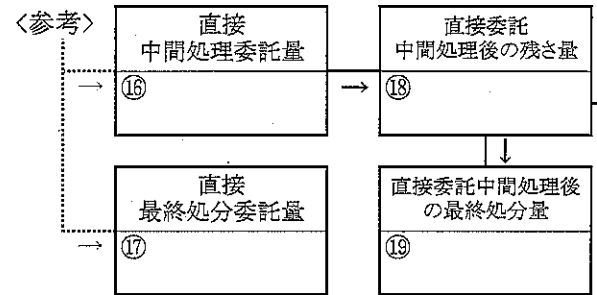 〈参考〉
直接
中間処理委託量
→ ⑯
直接委託
中間処理後の残さ量
→ ⑱
↓
直接
最終処分委託量
→ ⑰
直接委託中間処理後
の最終処分量
⑲